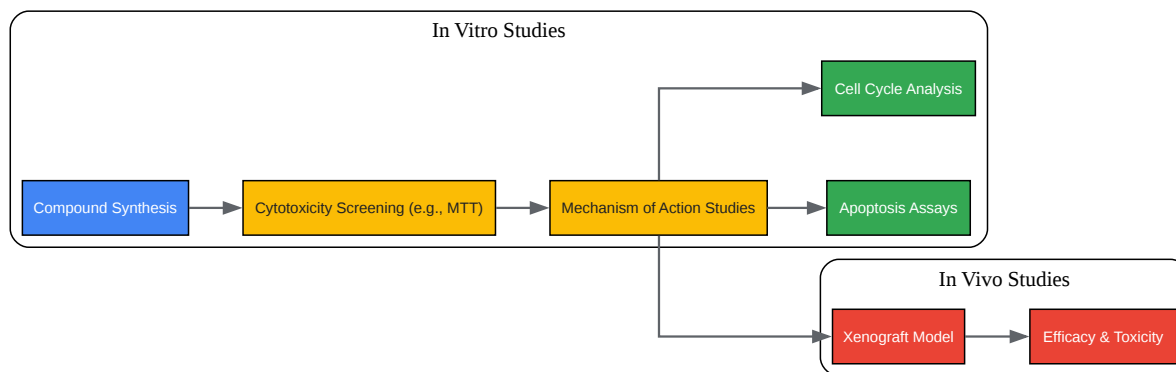 In Vitro Studies
Cell Cycle Analysis
Compound Synthesis
Cytotoxicity Screening (e.g., MTT)
Mechanism of Action Studies
Apoptosis Assays
In Vivo Studies
Xenograft Model
Efficacy & Toxicity